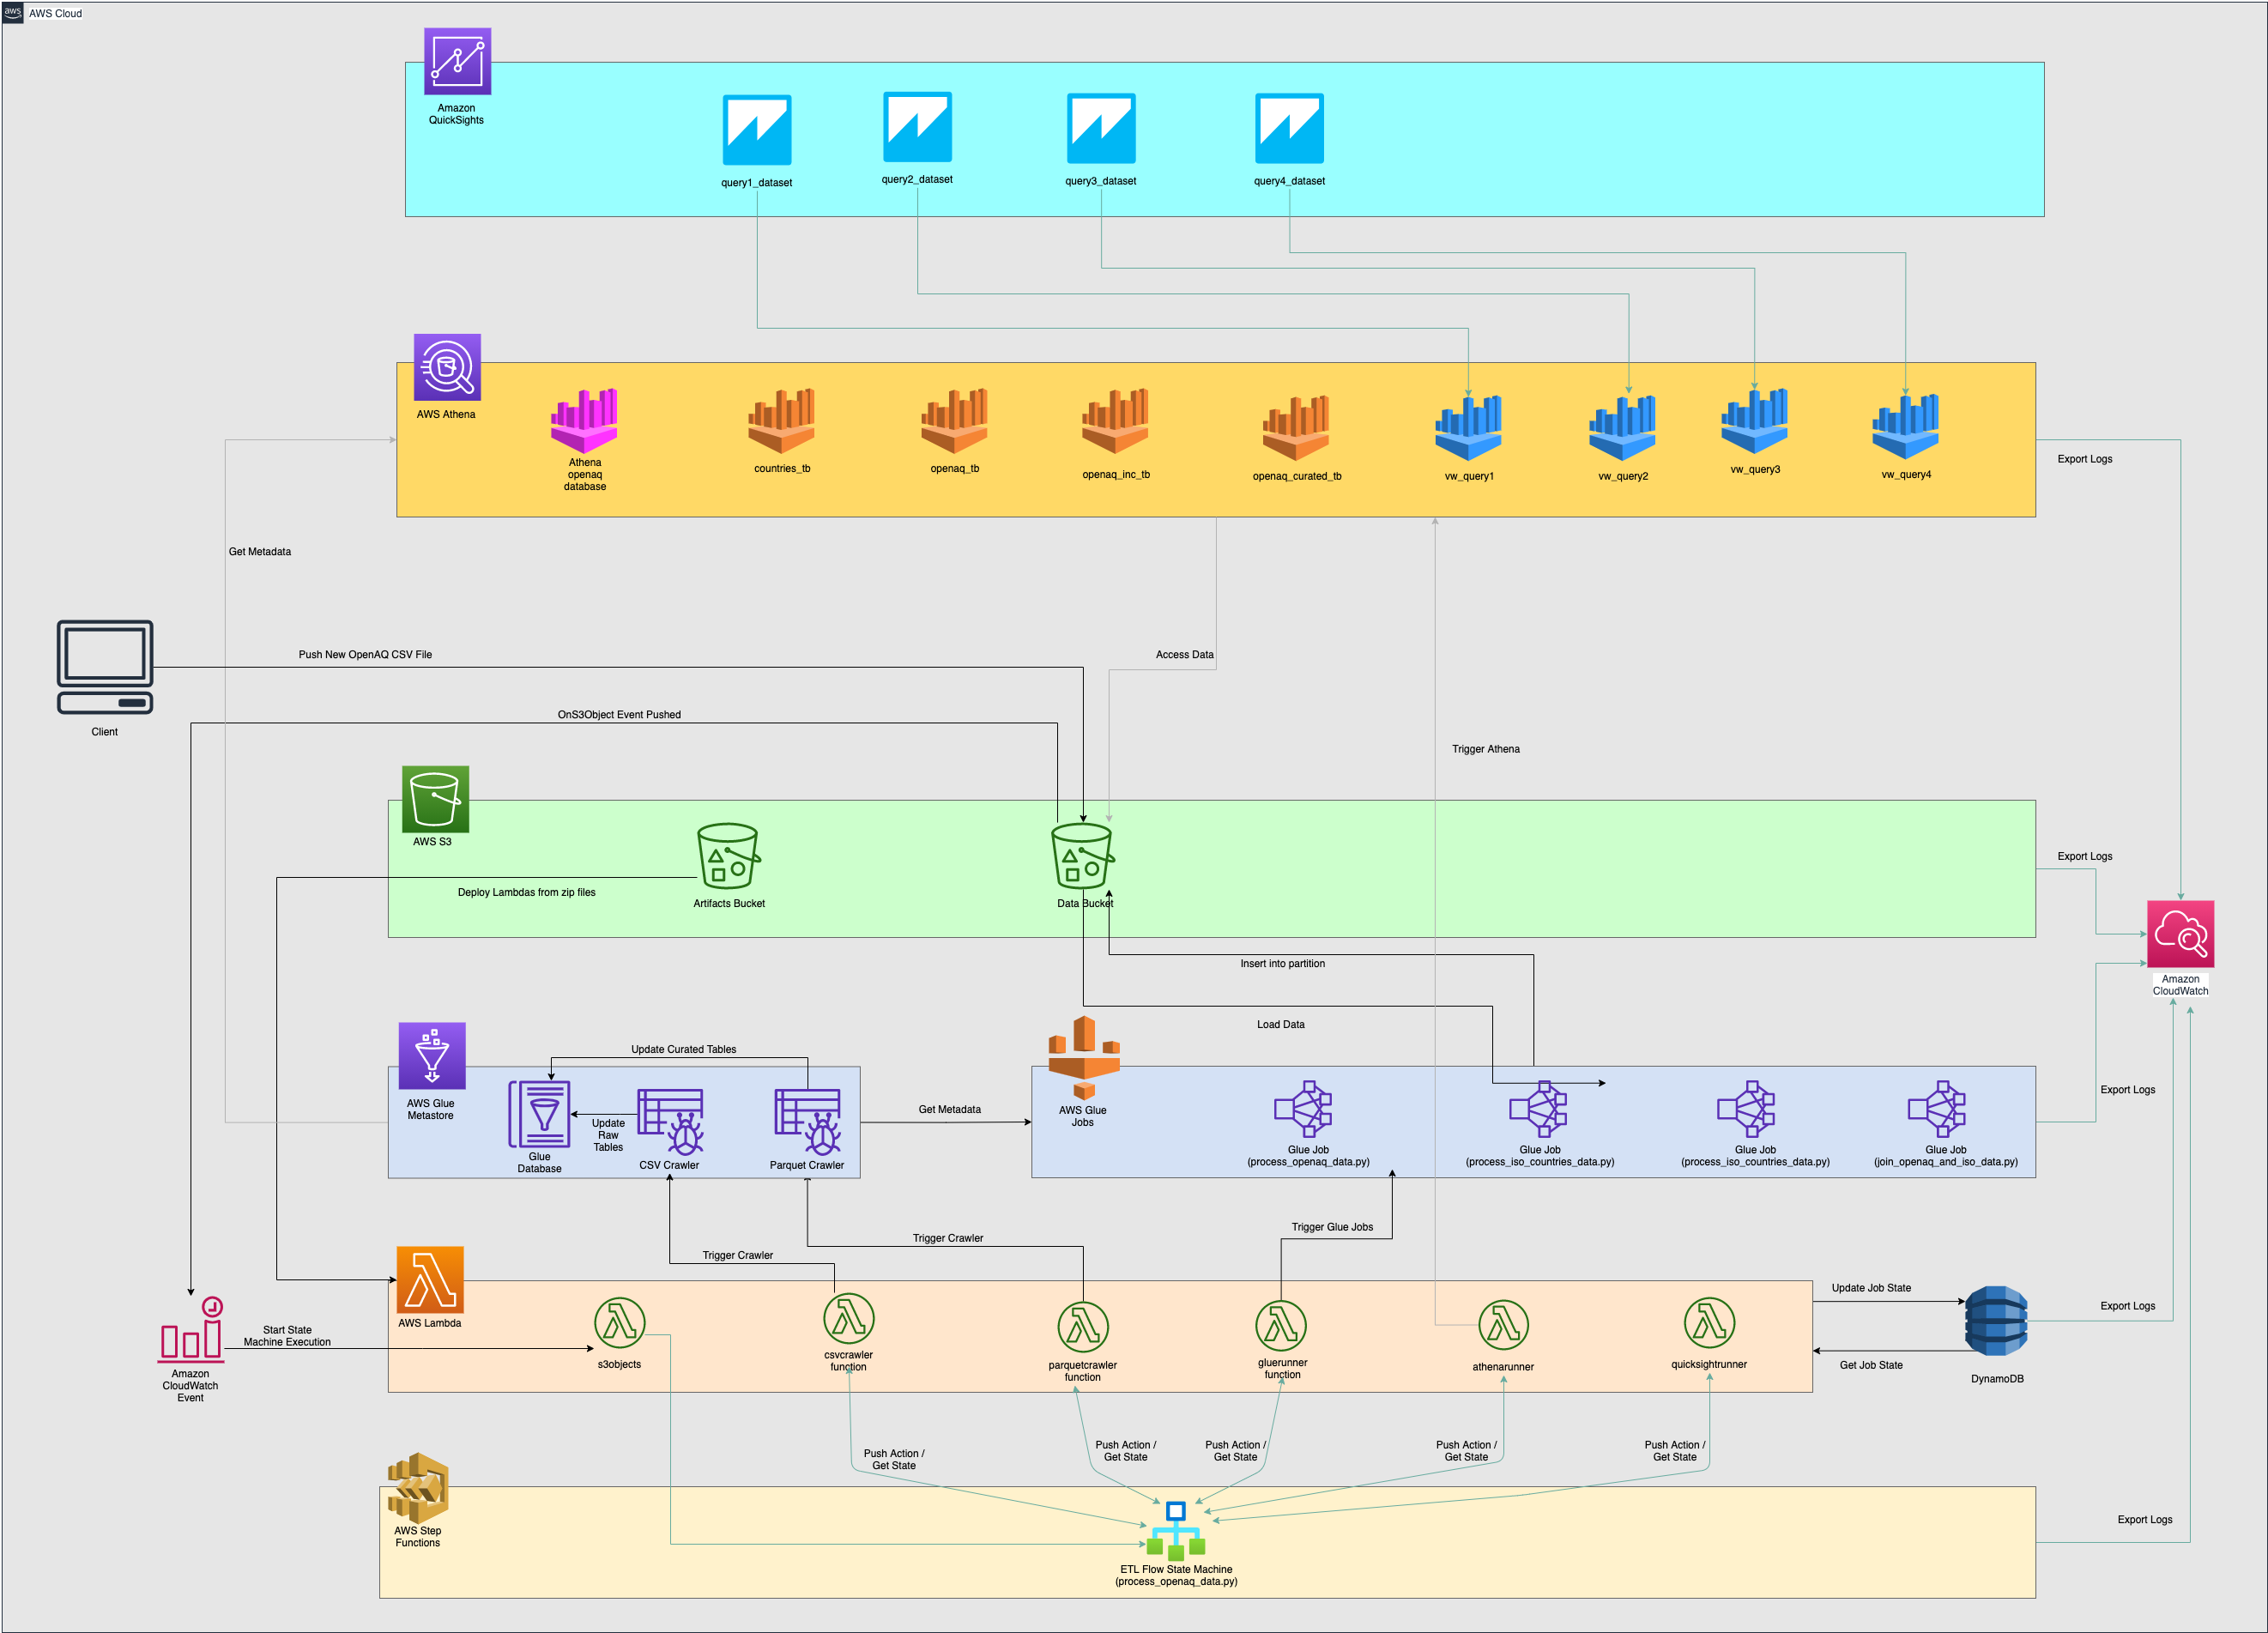 aws
AWS Cloud
Amazon
QuickSights
query1_dataset
query2_dataset
query3_dataset
query4_dataset
AWS Athena
Athena
openaq
database
countries_tb
openaq_tb
openaq_inc_tb
openaq_curated_tb
vw_query1
vw_query2
vw_query3
vw_query4
Export Logs
Get Metadata
Client
Push New OpenAQ CSV File
Access Data
OnS3Object Event Pushed
Trigger Athena
AWS S3
Deploy Lambdas from zip files
Artifacts Bucket
Data Bucket
Export Logs
Amazon
CloudWatch
Insert into partition
Load Data
AWS Glue
Metastore
Update Curated Tables
Glue
Database
Update
Raw
Tables
CSV Crawler
Parquet Crawler
Get Metadata
AWS Glue
Jobs
Glue Job
(process_openaq_data.py)
Glue Job
(process_iso_countries_data.py)
Glue Job
(process_iso_countries_data.py)
Glue Job
(join_openaq_and_iso_data.py)
Export Logs
Trigger Crawler
Trigger Crawler
Trigger Glue Jobs
AWS Lambda
Amazon
CloudWatch
Event
Start State
Machine Execution
s3objects
csvcrawler
function
parquetcrawler
function
gluerunner
function
athenarunner
quicksightrunner
Update Job State
Get Job State
DynamoDB
Export Logs
Push Action /
Get State
Push Action /
Get State
Push Action /
Get State
Push Action /
Get State
Push Action /
Get State
AWS Step
Functions
ETL Flow State Machine
(process_openaq_data.py)
Export Logs